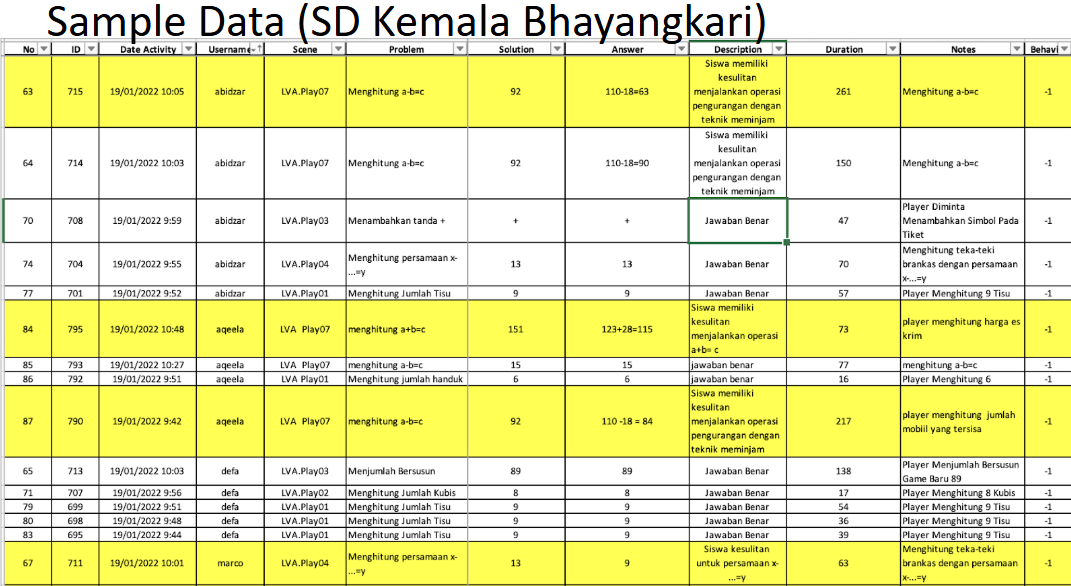 Sample Data (SD Kemala Bhayangkari)
No ID Date Activity Username Scene Problem Solution Answer Description Duration Notes Behavi
63 715 19/01/2022 10:05 abidzar LVA.Play07 Menghitung a-b=c 92 110-18=63 Siswa memiliki kesulitan menjalankan operasi pengurangan dengan teknik meminjam 261 Menghitung a-b=c -1
64 714 19/01/2022 10:03 abidzar LVA.Play07 Menghitung a-b=c 92 110-18=90 Siswa memiliki kesulitan menjalankan operasi pengurangan dengan teknik meminjam 150 Menghitung a-b=c -1
70 708 19/01/2022 9:59 abidzar LVA.Play03 Menambahkan tanda + + + Jawaban Benar 47 Player Diminta Menambahkan Simbol Pada Tiket -1
74 704 19/01/2022 9:55 abidzar LVA.Play04 Menghitung persamaan x-...=y 13 13 Jawaban Benar 70 Menghitung teka-teki brankas dengan persamaan x-...=y -1
77 701 19/01/2022 9:52 abidzar LVA.Play01 Menghitung Jumlah Tisu 9 9 Jawaban Benar 57 Player Menghitung 9 Tisu -1
84 795 19/01/2022 10:48 aqeela LVA Play07 menghitung a+b=c 151 123+28=115 Siswa memiliki kesulitan menjalankan operasi a+b= c 73 player menghitung harga es krim -1
85 793 19/01/2022 10:27 aqeela LVA Play07 menghitung a-b=c 15 15 jawaban benar 77 menghitung a-b=c -1
86 792 19/01/2022 9:51 aqeela LVA Play01 Menghitung jumlah handuk 6 6 jawaban benar 16 Player Menghitung 6 -1
87 790 19/01/2022 9:42 aqeela LVA Play07 menghitung a-b=c 92 110 -18 = 84 Siswa memiliki kesulitan menjalankan operasi pengurangan dengan teknik meminjam 217 player menghitung jumlah mobiil yang tersisa -1
65 713 19/01/2022 10:03 defa LVA.Play03 Menjumlah Bersusun 89 89 Jawaban Benar 138 Player Menjumlah Bersusun Game Baru 89 -1
71 707 19/01/2022 9:56 defa LVA.Play02 Menghitung Jumlah Kubis 8 8 Jawaban Benar 17 Player Menghitung 8 Kubis -1
79 699 19/01/2022 9:51 defa LVA.Play01 Menghitung Jumlah Tisu 9 9 Jawaban Benar 54 Player Menghitung 9 Tisu -1
80 698 19/01/2022 9:48 defa LVA.Play01 Menghitung Jumlah Tisu 9 9 Jawaban Benar 36 Player Menghitung 9 Tisu -1
83 695 19/01/2022 9:44 defa LVA.Play01 Menghitung Jumlah Tisu 9 9 Jawaban Benar 39 Player Menghitung 9 Tisu -1
67 711 19/01/2022 10:01 marco LVA.Play04 Menghitung persamaan x-...=y 13 9 Siswa kesulitan untuk persamaan x-...=y 63 Menghitung teka-teki brankas dengan persamaan x-...=y -1